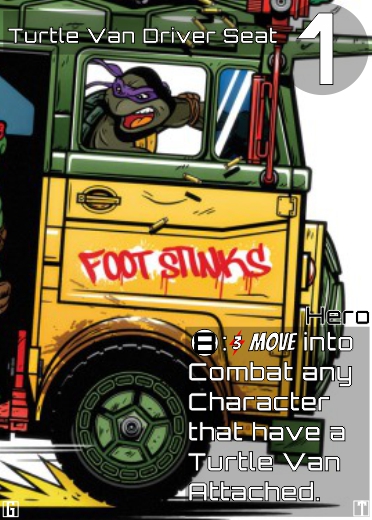 Turtle Van Driver Seat
1
FOOT STINKS
Hero
: 3 MOVE into
Combat any
Character
that have a
Turtle Van
Attached.
G
T